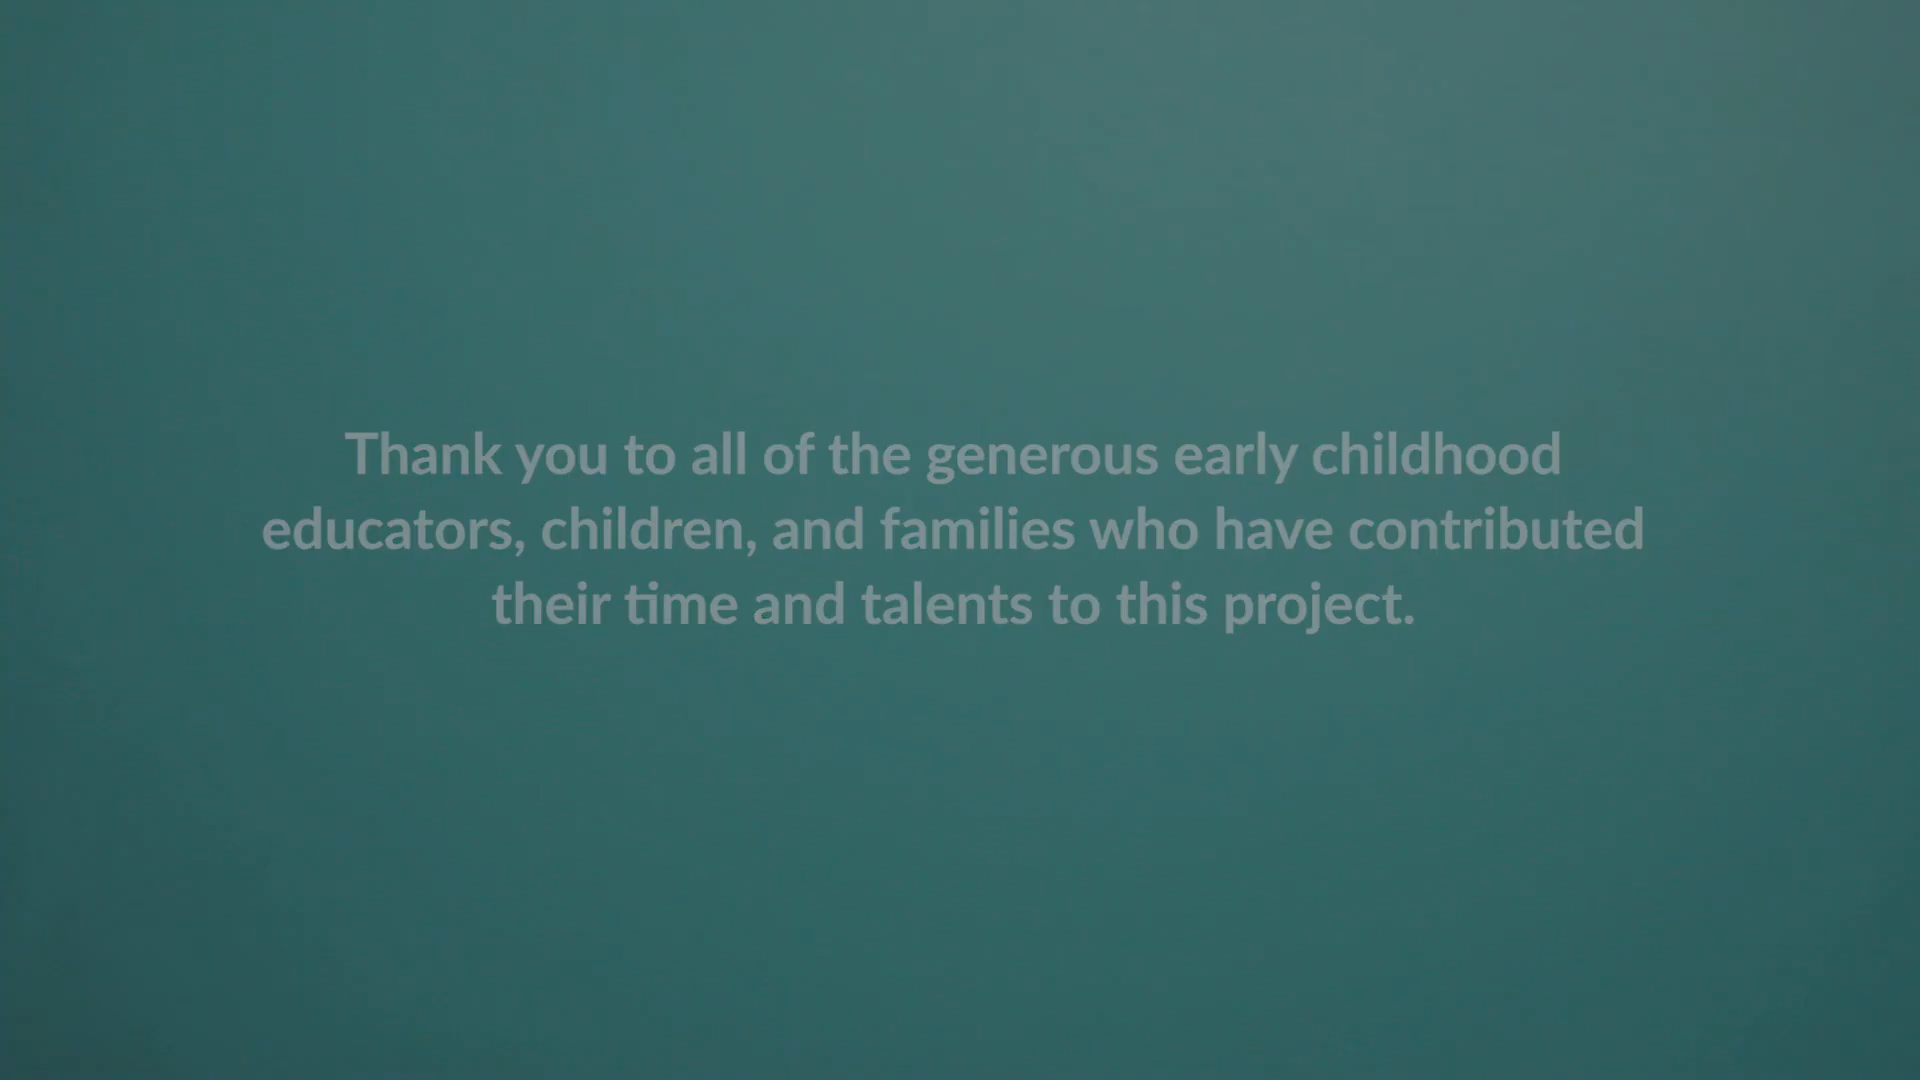 Thank you to all of the generous early childhood
educators, children, and families who have contributed
their time and talents to this project.